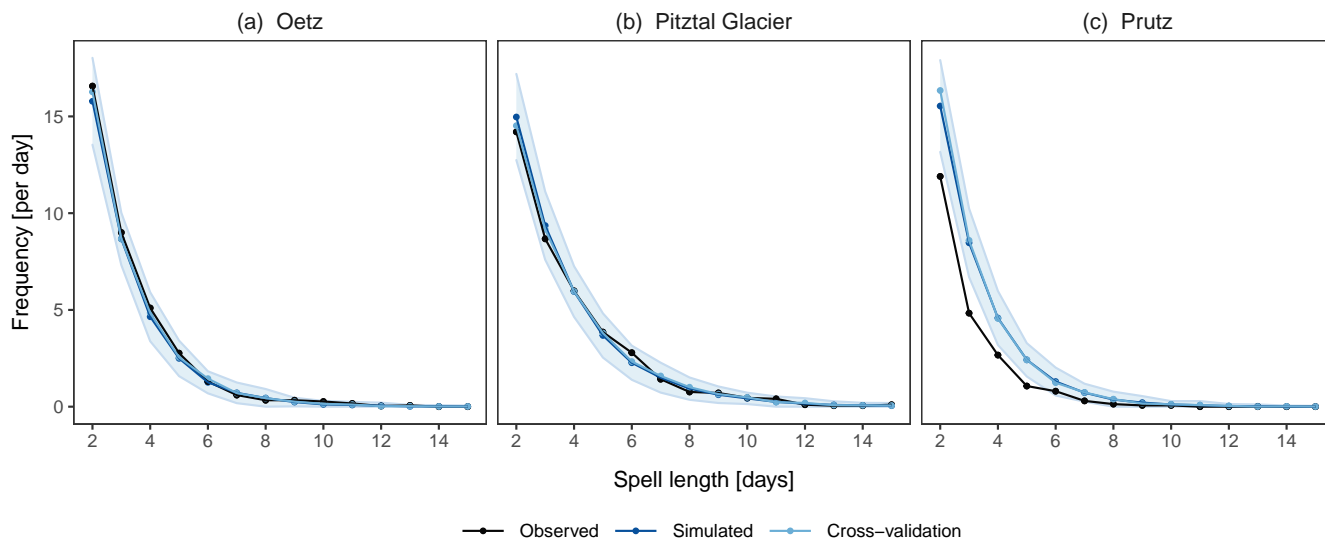 (a) Oetz
(b) Pitztal Glacier
(c) Prutz
Frequency [per day]
15
10
5
0
2 4 6 8 10 12 14
2 4 6 8 10 12 14
2 4 6 8 10 12 14
Spell length [days]
Observed
Simulated
Cross−validation